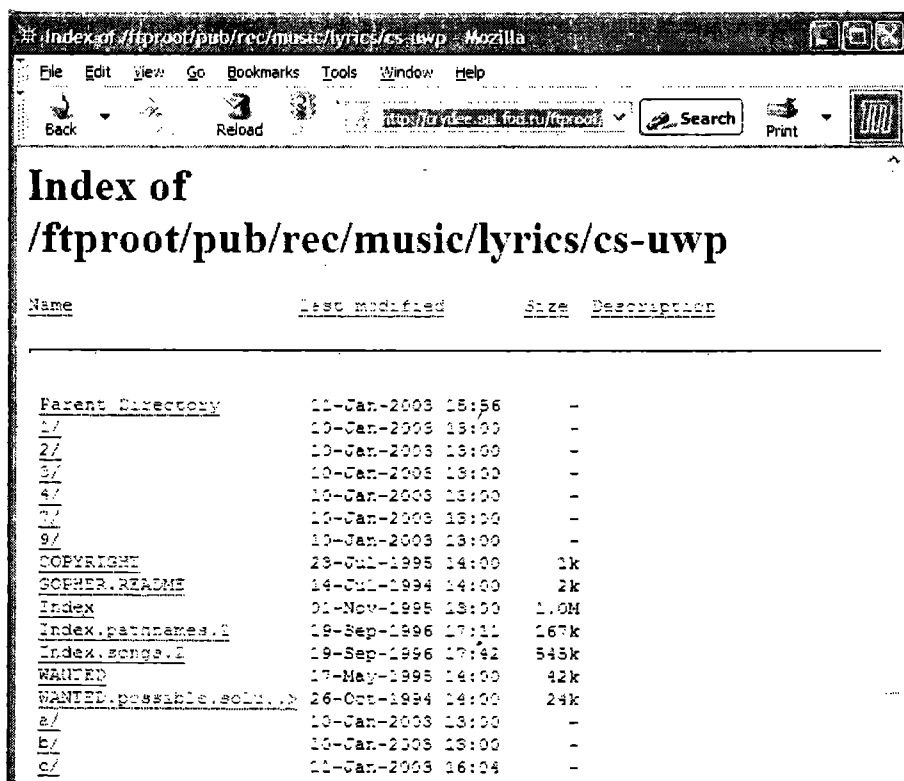 Index of /ftproot/pub/rec/music/lyrics/cs-uwp - Mozilla
File Edit View Go Bookmarks Tools Window Help
Back Reload Search Print
Index of
/ftproot/pub/rec/music/lyrics/cs-uwp
Name Last modified Size Description
Parent Directory 11-Jan-2003 15:56 -
1/ 10-Jan-2003 13:00 -
2/ 10-Jan-2003 13:00 -
3/ 10-Jan-2003 13:00 -
4/ 10-Jan-2003 13:00 -
10-Jan-2003 13:00 -
9/ 10-Jan-2003 13:00 -
COPYRIGHT 23-Jul-1995 14:00 1k
GOPHER.README 14-Jul-1994 14:00 2k
Index 01-Nov-1995 13:00 1.0M
Index.pathnames.Z 19-Sep-1996 17:11 167k
Index.songs.Z 19-Sep-1996 17:42 545k
WANTED 17-May-1995 14:00 42k
WANTED.possible.solu..> 26-Oct-1994 14:00 24k
a/ 10-Jan-2003 13:00 -
b/ 10-Jan-2003 13:00 -
c/ 11-Jan-2003 16:04 -